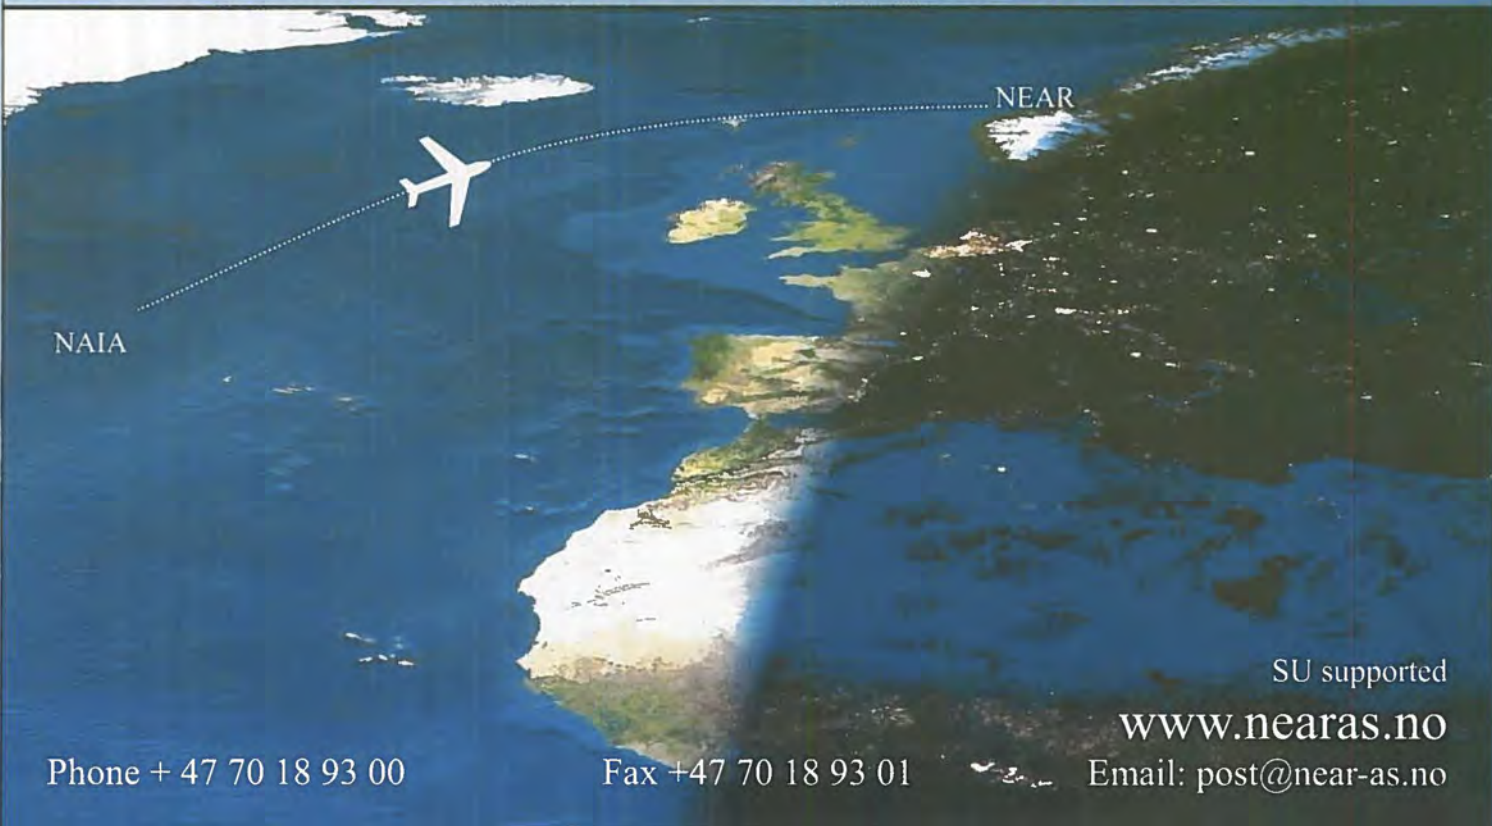 NEAR
NAIA
SU supported
www.nearas.no
Phone + 47 70 18 93 00
Fax +47 70 18 93 01
Email: post@near-as.no